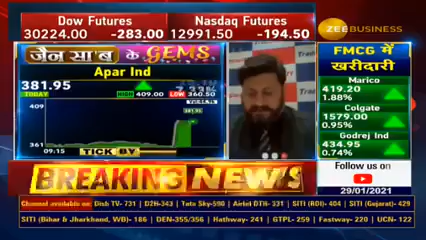 Dow Futures
30224.00 -283.00
Nasdaq Futures
12991.50 -194.50
ZEE BUSINESS
जैन सा'ब के GEMS
Apar Ind
381.95
TODAY
HIGH 409.00 LOW 360.50
409
381.95
361
09:15 TICK BY
FMCG में
खरीदारी
Marico
419.20
1.88%
Colgate
1579.00
0.95%
Godrej Ind
434.95
0.74%
Follow us on
29/01/2021
BREAKING NEWS
Channel available on: Dish TV- 731 | D2H-343 | Tata Sky-590 | Airtel DTH- 331 | SITI (RDI)- 404 | SITI (Gujarat)- 429
SITI (Bihar & Jharkhand, WB)- 186 | DEN-355/356 | Hathway- 241 | GTPL- 259 | Fastway- 220 | UCN- 122